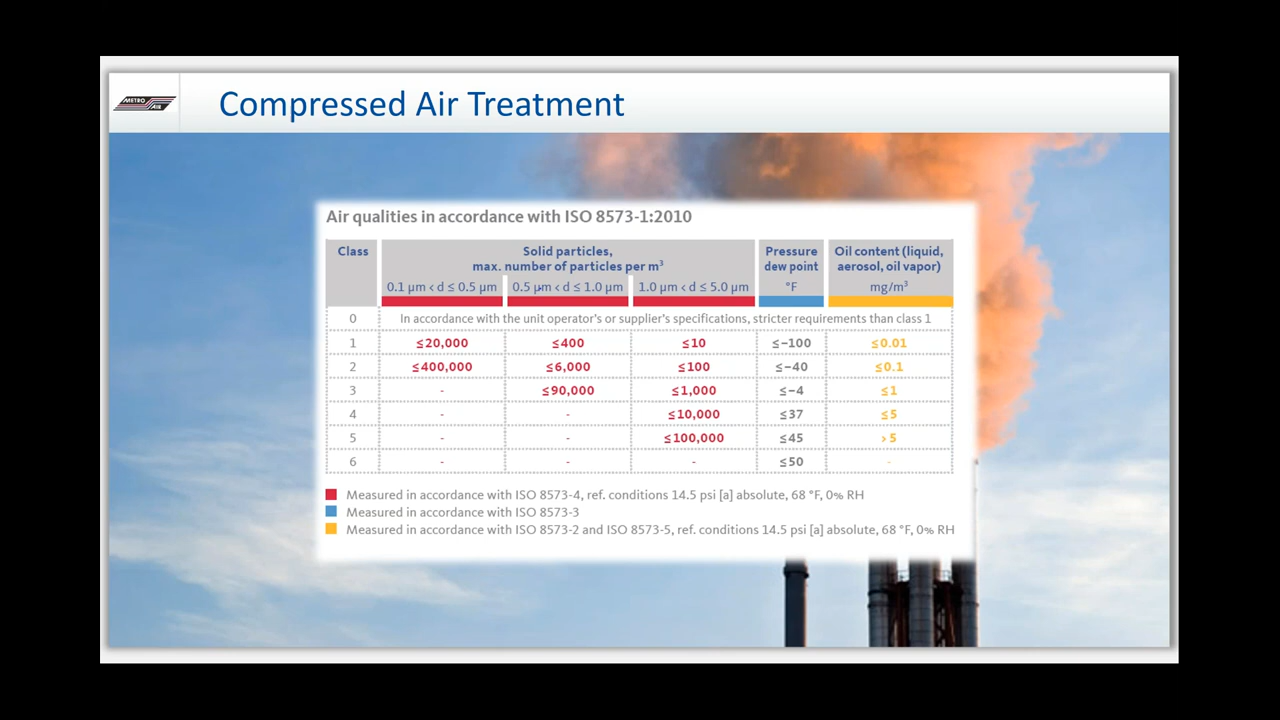 METRO AIR
Compressed Air Treatment
Air qualities in accordance with ISO 8573-1:2010
Class
Solid particles,
max. number of particles per m³
Pressure
dew point
Oil content (liquid,
aerosol, oil vapor)
0.1 µm < d ≤ 0.5 µm 0.5 µm < d ≤ 1.0 µm 1.0 µm < d ≤ 5.0 µm °F mg/m³
0 In accordance with the unit operator's or supplier's specifications, stricter requirements than class 1
1 ≤20,000 ≤400 ≤10 ≤−100 ≤0.01
2 ≤400,000 ≤6,000 ≤100 ≤−40 ≤0.1
3 - ≤90,000 ≤1,000 ≤−4 ≤1
4 - - ≤10,000 ≤37 ≤5
5 - - ≤100,000 ≤45 >5
6 - - - ≤50 -
Measured in accordance with ISO 8573-4, ref. conditions 14.5 psi [a] absolute, 68 °F, 0% RH
Measured in accordance with ISO 8573-3
Measured in accordance with ISO 8573-2 and ISO 8573-5, ref. conditions 14.5 psi [a] absolute, 68 °F, 0% RH